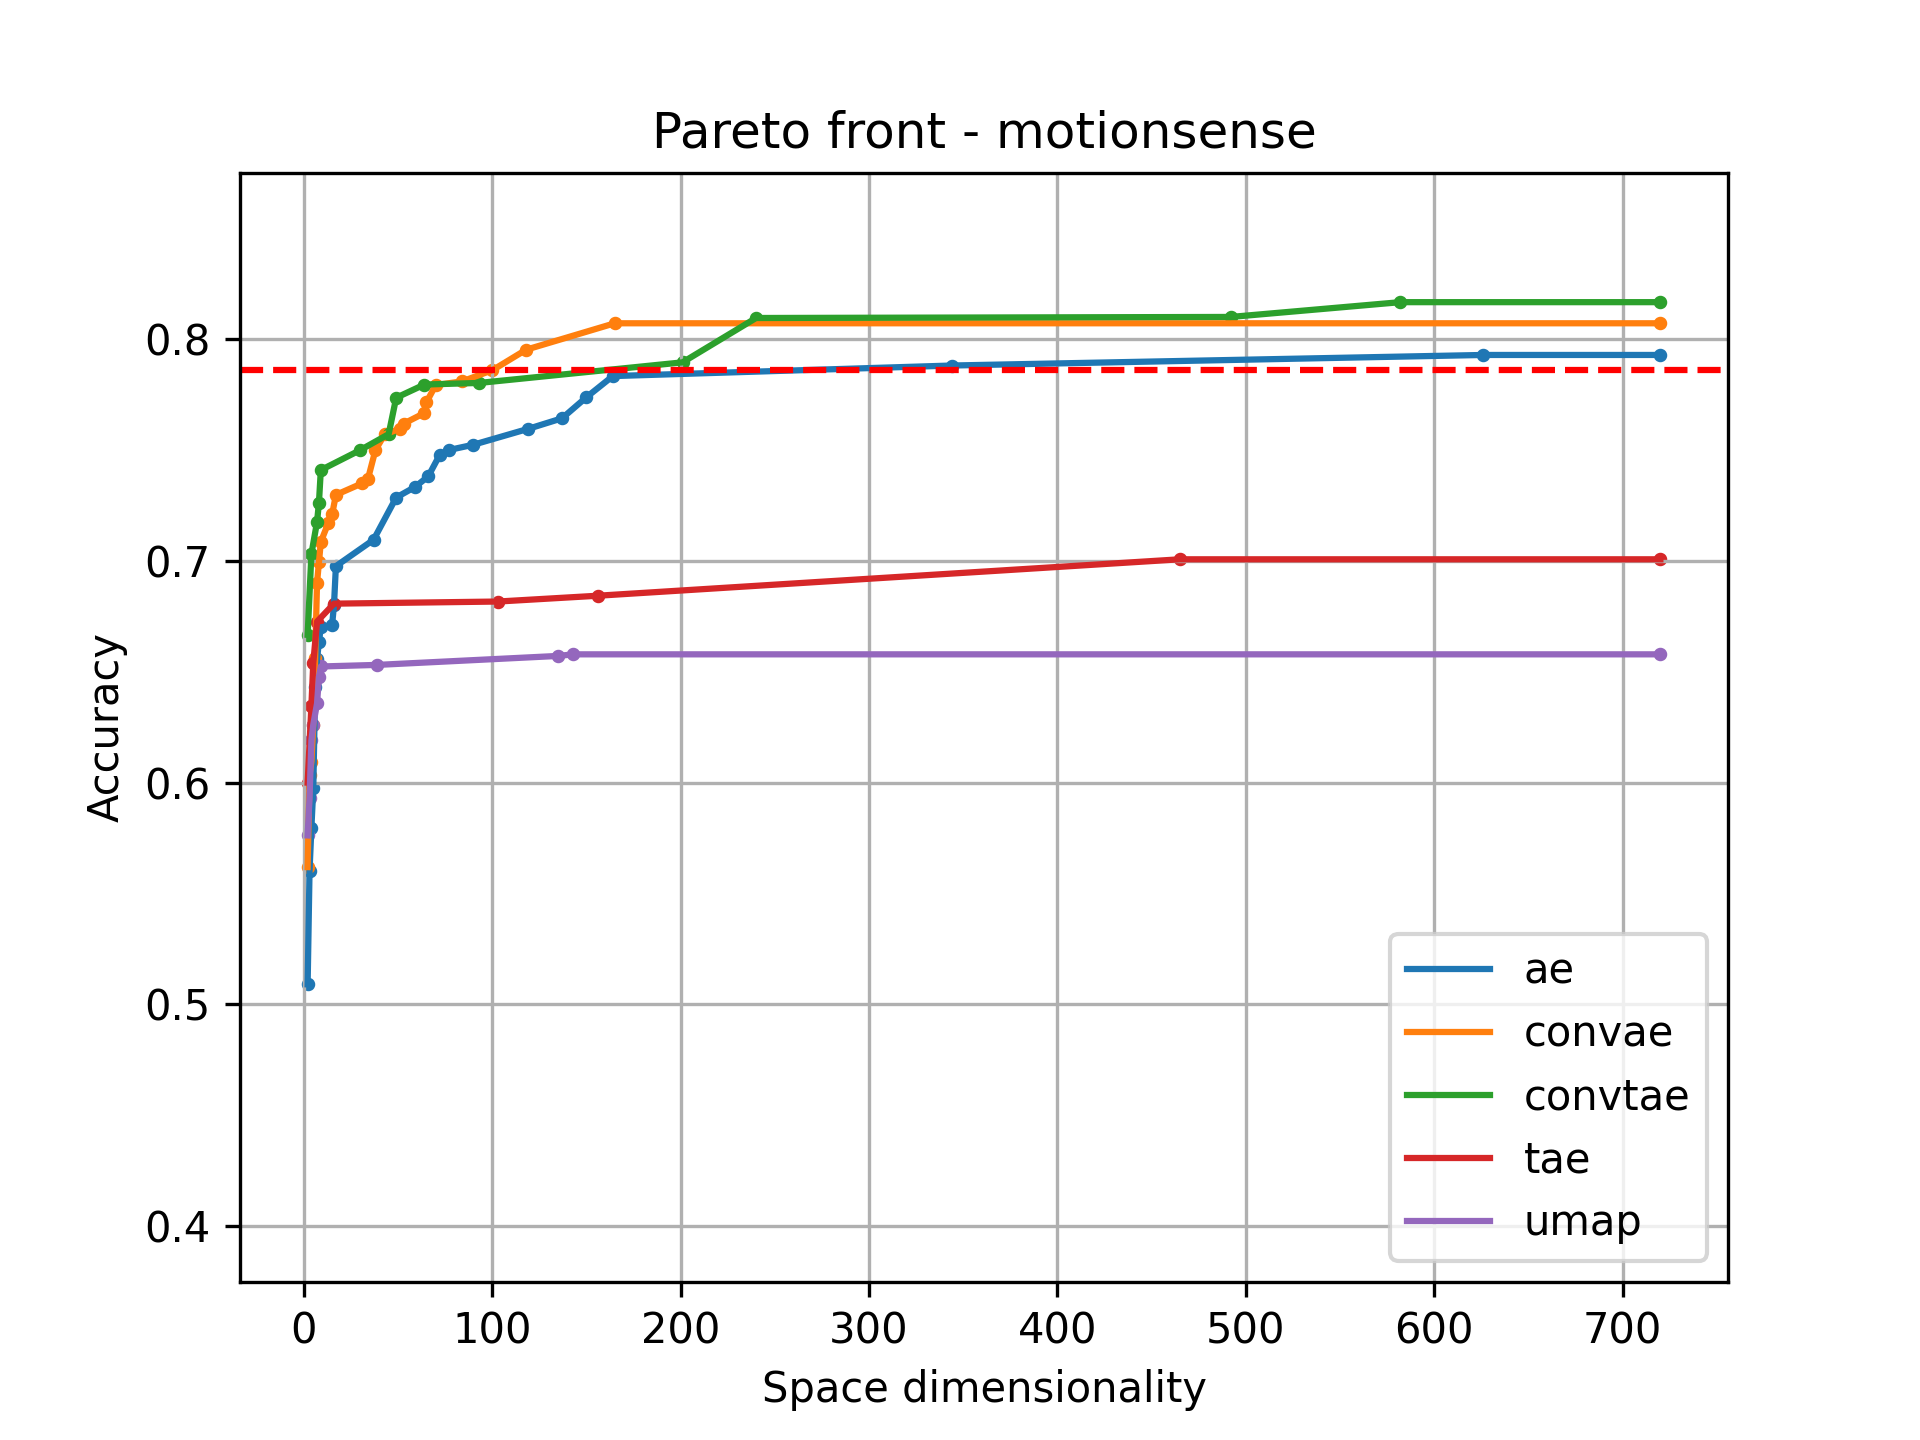 Pareto front - motionsense
Accuracy
0.8
0.7
0.6
0.5
0.4
0 100 200 300 400 500 600 700
Space dimensionality
ae
convae
convtae
tae
umap